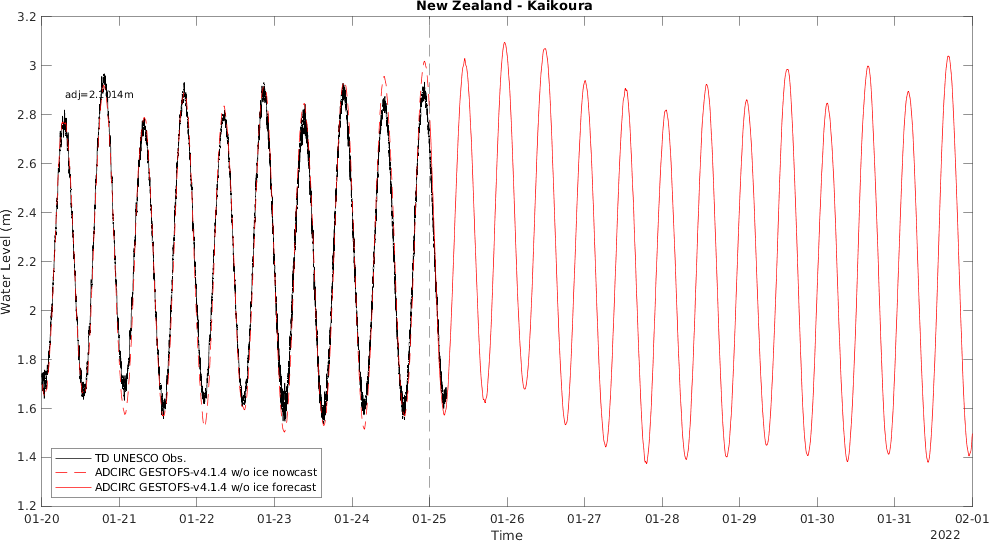 New Zealand - Kaikoura
3.2
3
2.8
2.6
2.4
2.2
2
1.8
1.6
1.4
1.2
Water Level (m)
adj=2.1014m
TD UNESCO Obs.
ADCIRC GESTOFS-v4.1.4 w/o ice nowcast
ADCIRC GESTOFS-v4.1.4 w/o ice forecast
01-20 01-21 01-22 01-23 01-24 01-25 01-26 01-27 01-28 01-29 01-30 01-31 02-01
Time
2022